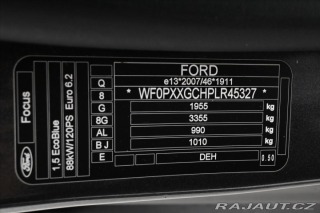 FORD
e13*2007/46*1911
Q
8 * WF0PXXGCHPLR45327 *
G 1955 kg
8G 3355 kg
AL 990 kg
B J 1010 kg
E DEH 0.50
Focus
1,5 EcoBlue
88kW/120PS Euro 6.2
Ford
RAJAUT.CZ